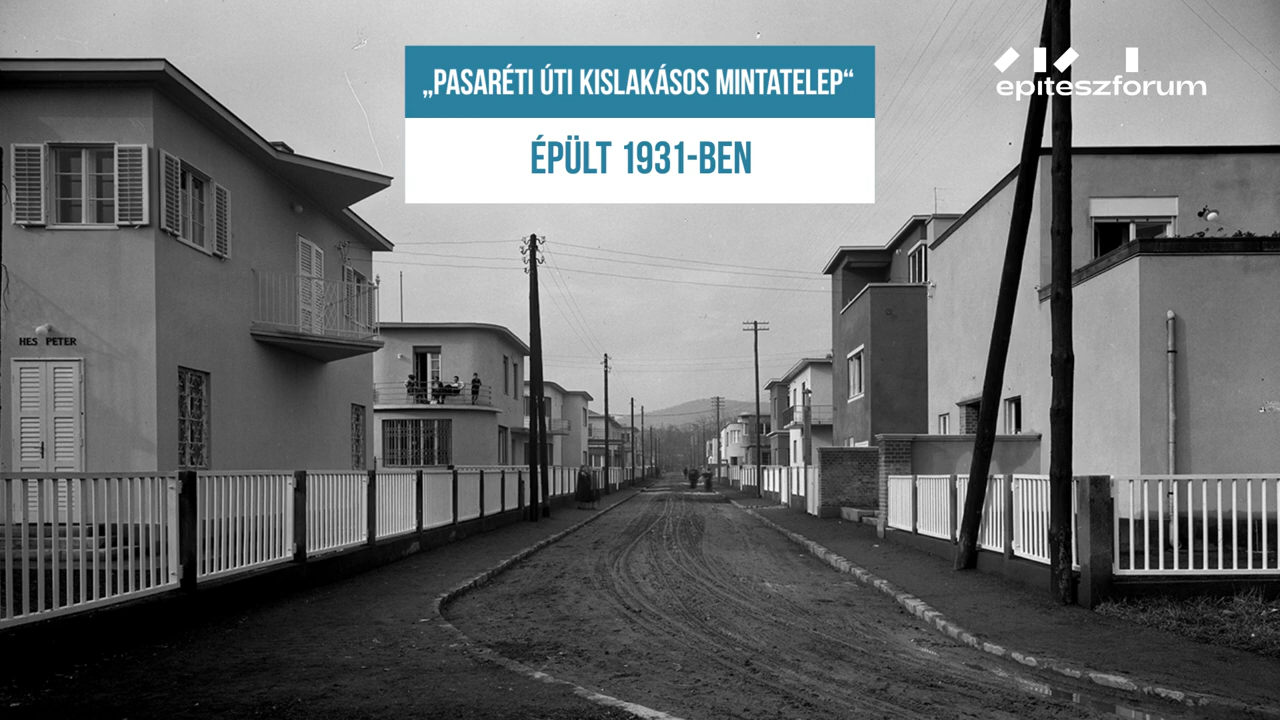 „PASARÉTI ÚTI KISLAKÁSOS MINTATELEP“
ÉPÜLT 1931-BEN
epiteszforum
HES PETER